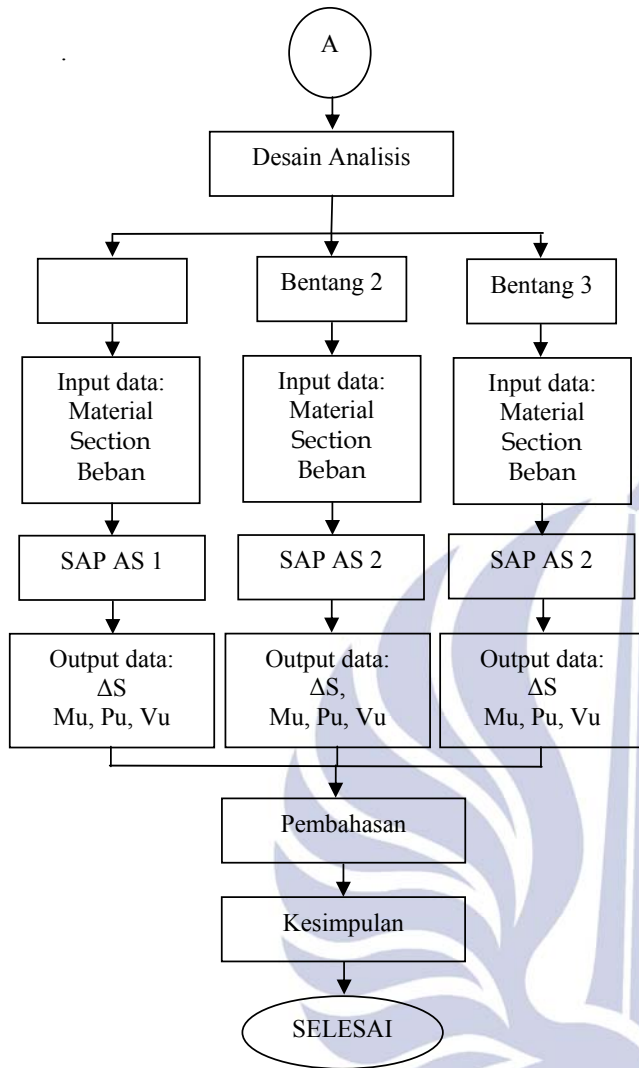 A
Desain Analisis
Bentang 2
Bentang 3
Input data:
Material
Section
Beban
Input data:
Material
Section
Beban
Input data:
Material
Section
Beban
SAP AS 1
SAP AS 2
SAP AS 2
Output data:
ΔS
Mu, Pu, Vu
Output data:
ΔS,
Mu, Pu, Vu
Output data:
ΔS
Mu, Pu, Vu
Pembahasan
Kesimpulan
SELESAI